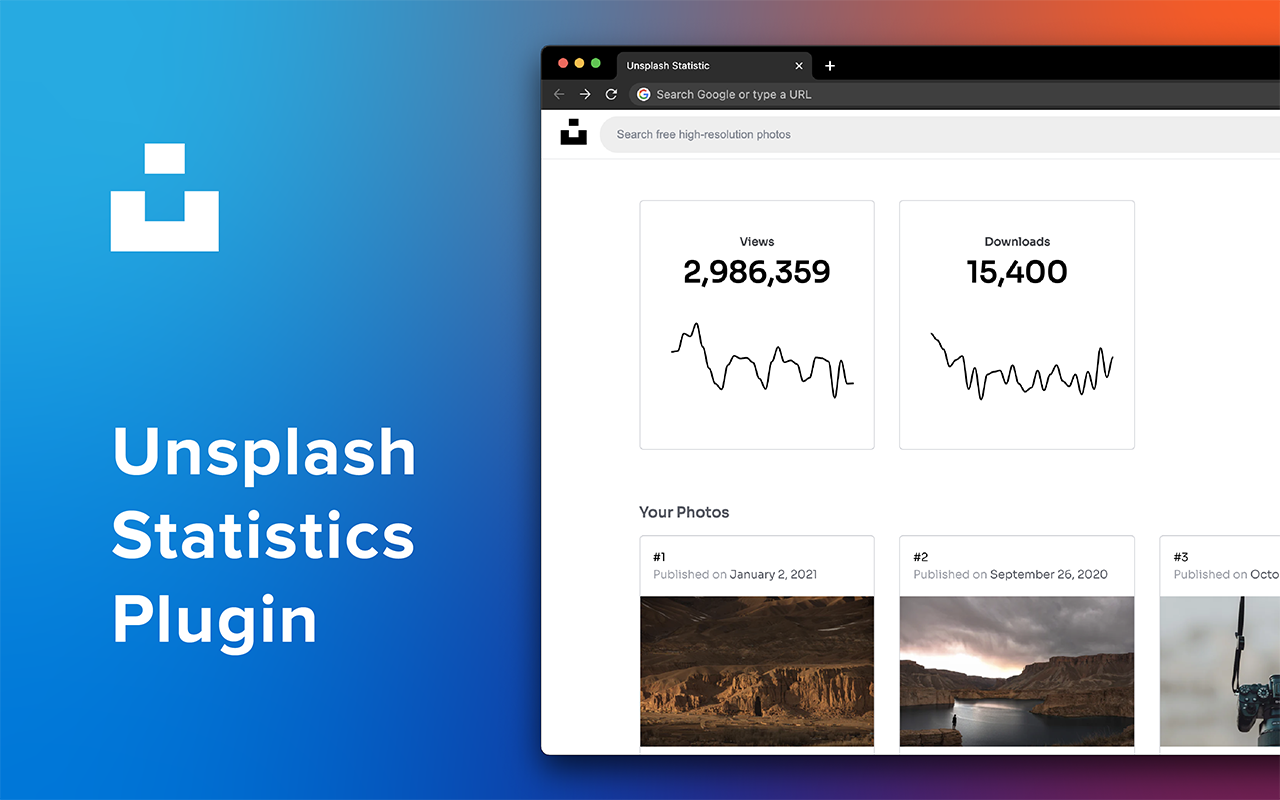 Unsplash
Statistics
Plugin
Unsplash Statistic
Search Google or type a URL
Search free high-resolution photos
Views
2,986,359
Downloads
15,400
Your Photos
#1
Published on January 2, 2021
#2
Published on September 26, 2020
#3
Published on Octo